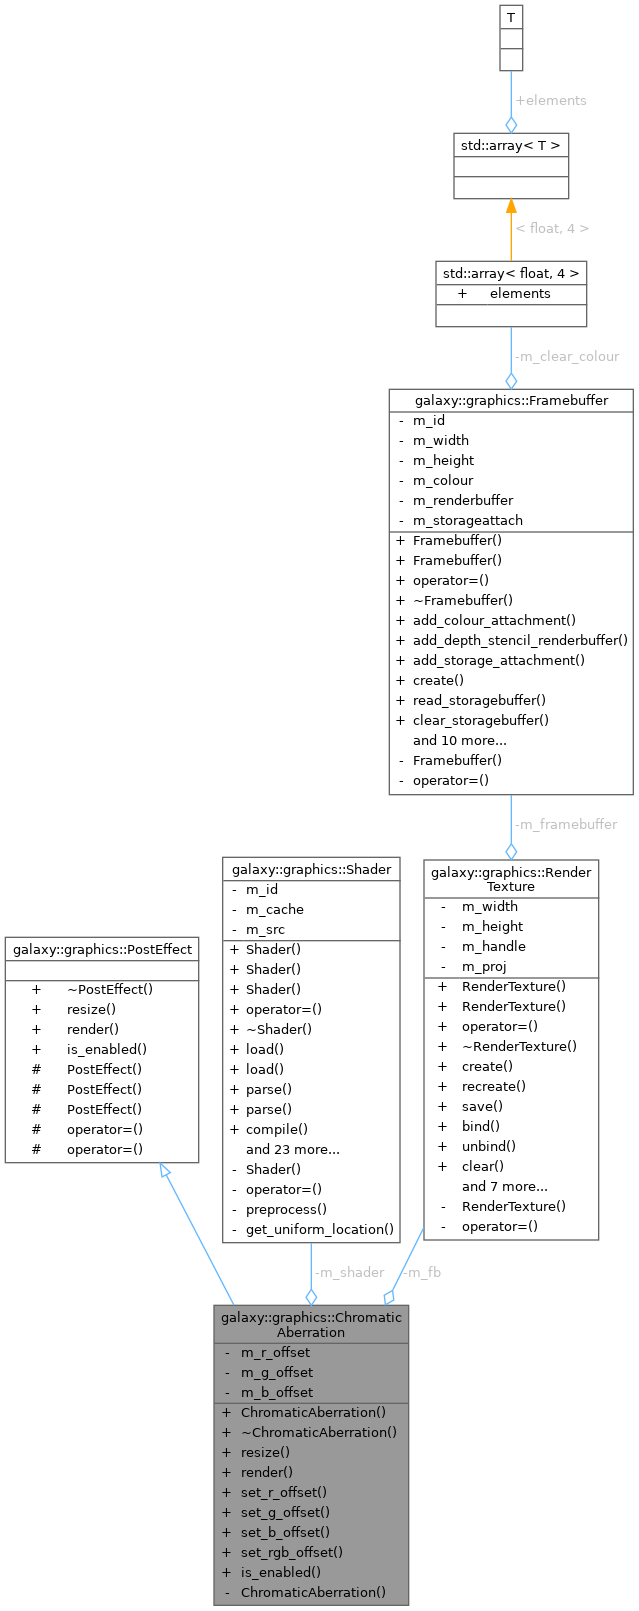 T
+elements
std::array< T >
< float, 4 >
std::array< float, 4 >
+ elements
-m_clear_colour
galaxy::graphics::Framebuffer
- m_id
- m_width
- m_height
- m_colour
- m_renderbuffer
- m_storageattach
+ Framebuffer()
+ Framebuffer()
+ operator=()
+ ~Framebuffer()
+ add_colour_attachment()
+ add_depth_stencil_renderbuffer()
+ add_storage_attachment()
+ create()
+ read_storagebuffer()
+ clear_storagebuffer()
and 10 more...
- Framebuffer()
- operator=()
-m_framebuffer
galaxy::graphics::PostEffect
+ ~PostEffect()
+ resize()
+ render()
+ is_enabled()
# PostEffect()
# PostEffect()
# PostEffect()
# operator=()
# operator=()
galaxy::graphics::Shader
- m_id
- m_cache
- m_src
+ Shader()
+ Shader()
+ Shader()
+ operator=()
+ ~Shader()
+ load()
+ load()
+ parse()
+ parse()
+ compile()
and 23 more...
- Shader()
- operator=()
- preprocess()
- get_uniform_location()
galaxy::graphics::Render
Texture
- m_width
- m_height
- m_handle
- m_proj
+ RenderTexture()
+ RenderTexture()
+ operator=()
+ ~RenderTexture()
+ create()
+ recreate()
+ save()
+ bind()
+ unbind()
+ clear()
and 7 more...
- RenderTexture()
- operator=()
-m_shader
-m_fb
galaxy::graphics::Chromatic
Aberration
- m_r_offset
- m_g_offset
- m_b_offset
+ ChromaticAberration()
+ ~ChromaticAberration()
+ resize()
+ render()
+ set_r_offset()
+ set_g_offset()
+ set_b_offset()
+ set_rgb_offset()
+ is_enabled()
- ChromaticAberration()